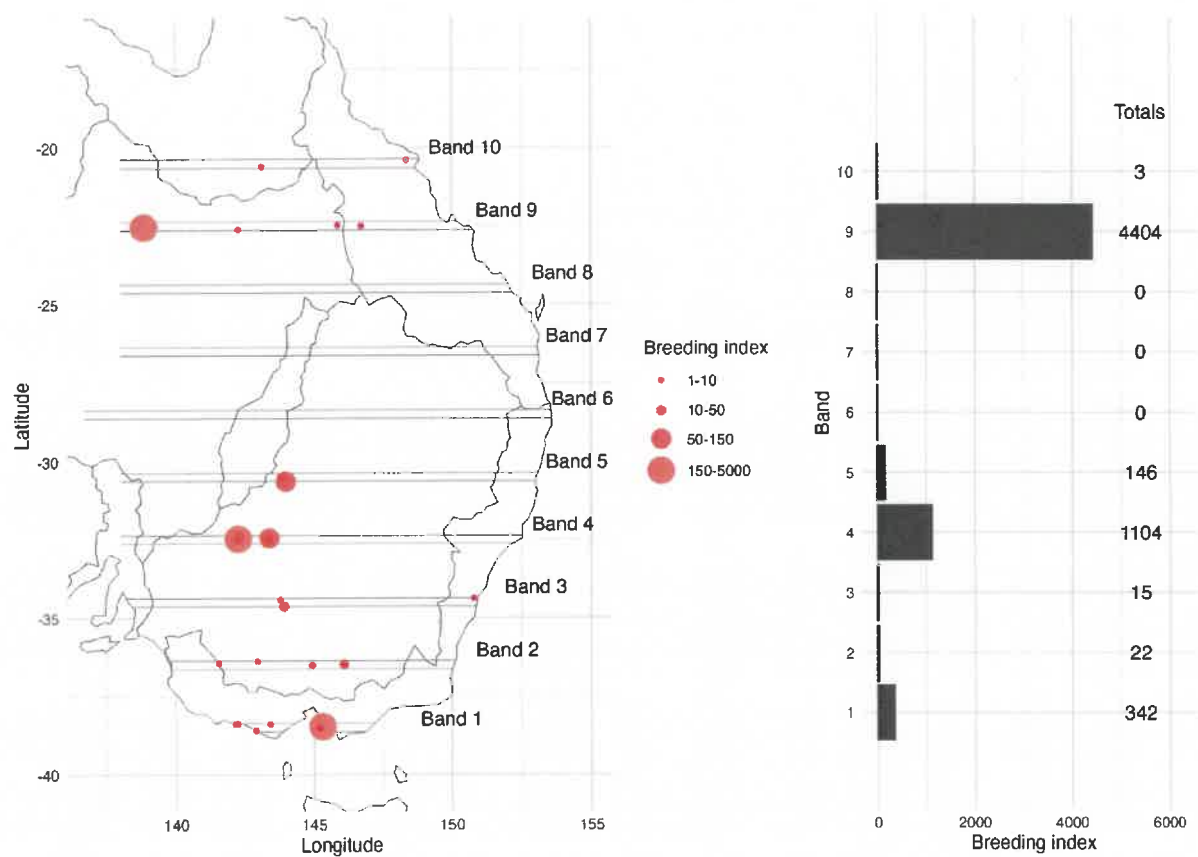 Band 10
Band 9
Band 8
Band 7
Band 6
Band 5
Band 4
Band 3
Band 2
Band 1
-20
-25
-30
-35
-40
Latitude
140
145
150
155
Longitude
Breeding index
1-10
10-50
50-150
150-5000
Totals
10
3
9
4404
8
0
7
0
6
0
5
146
4
1104
3
15
2
22
1
342
Band
0
2000
4000
6000
Breeding index